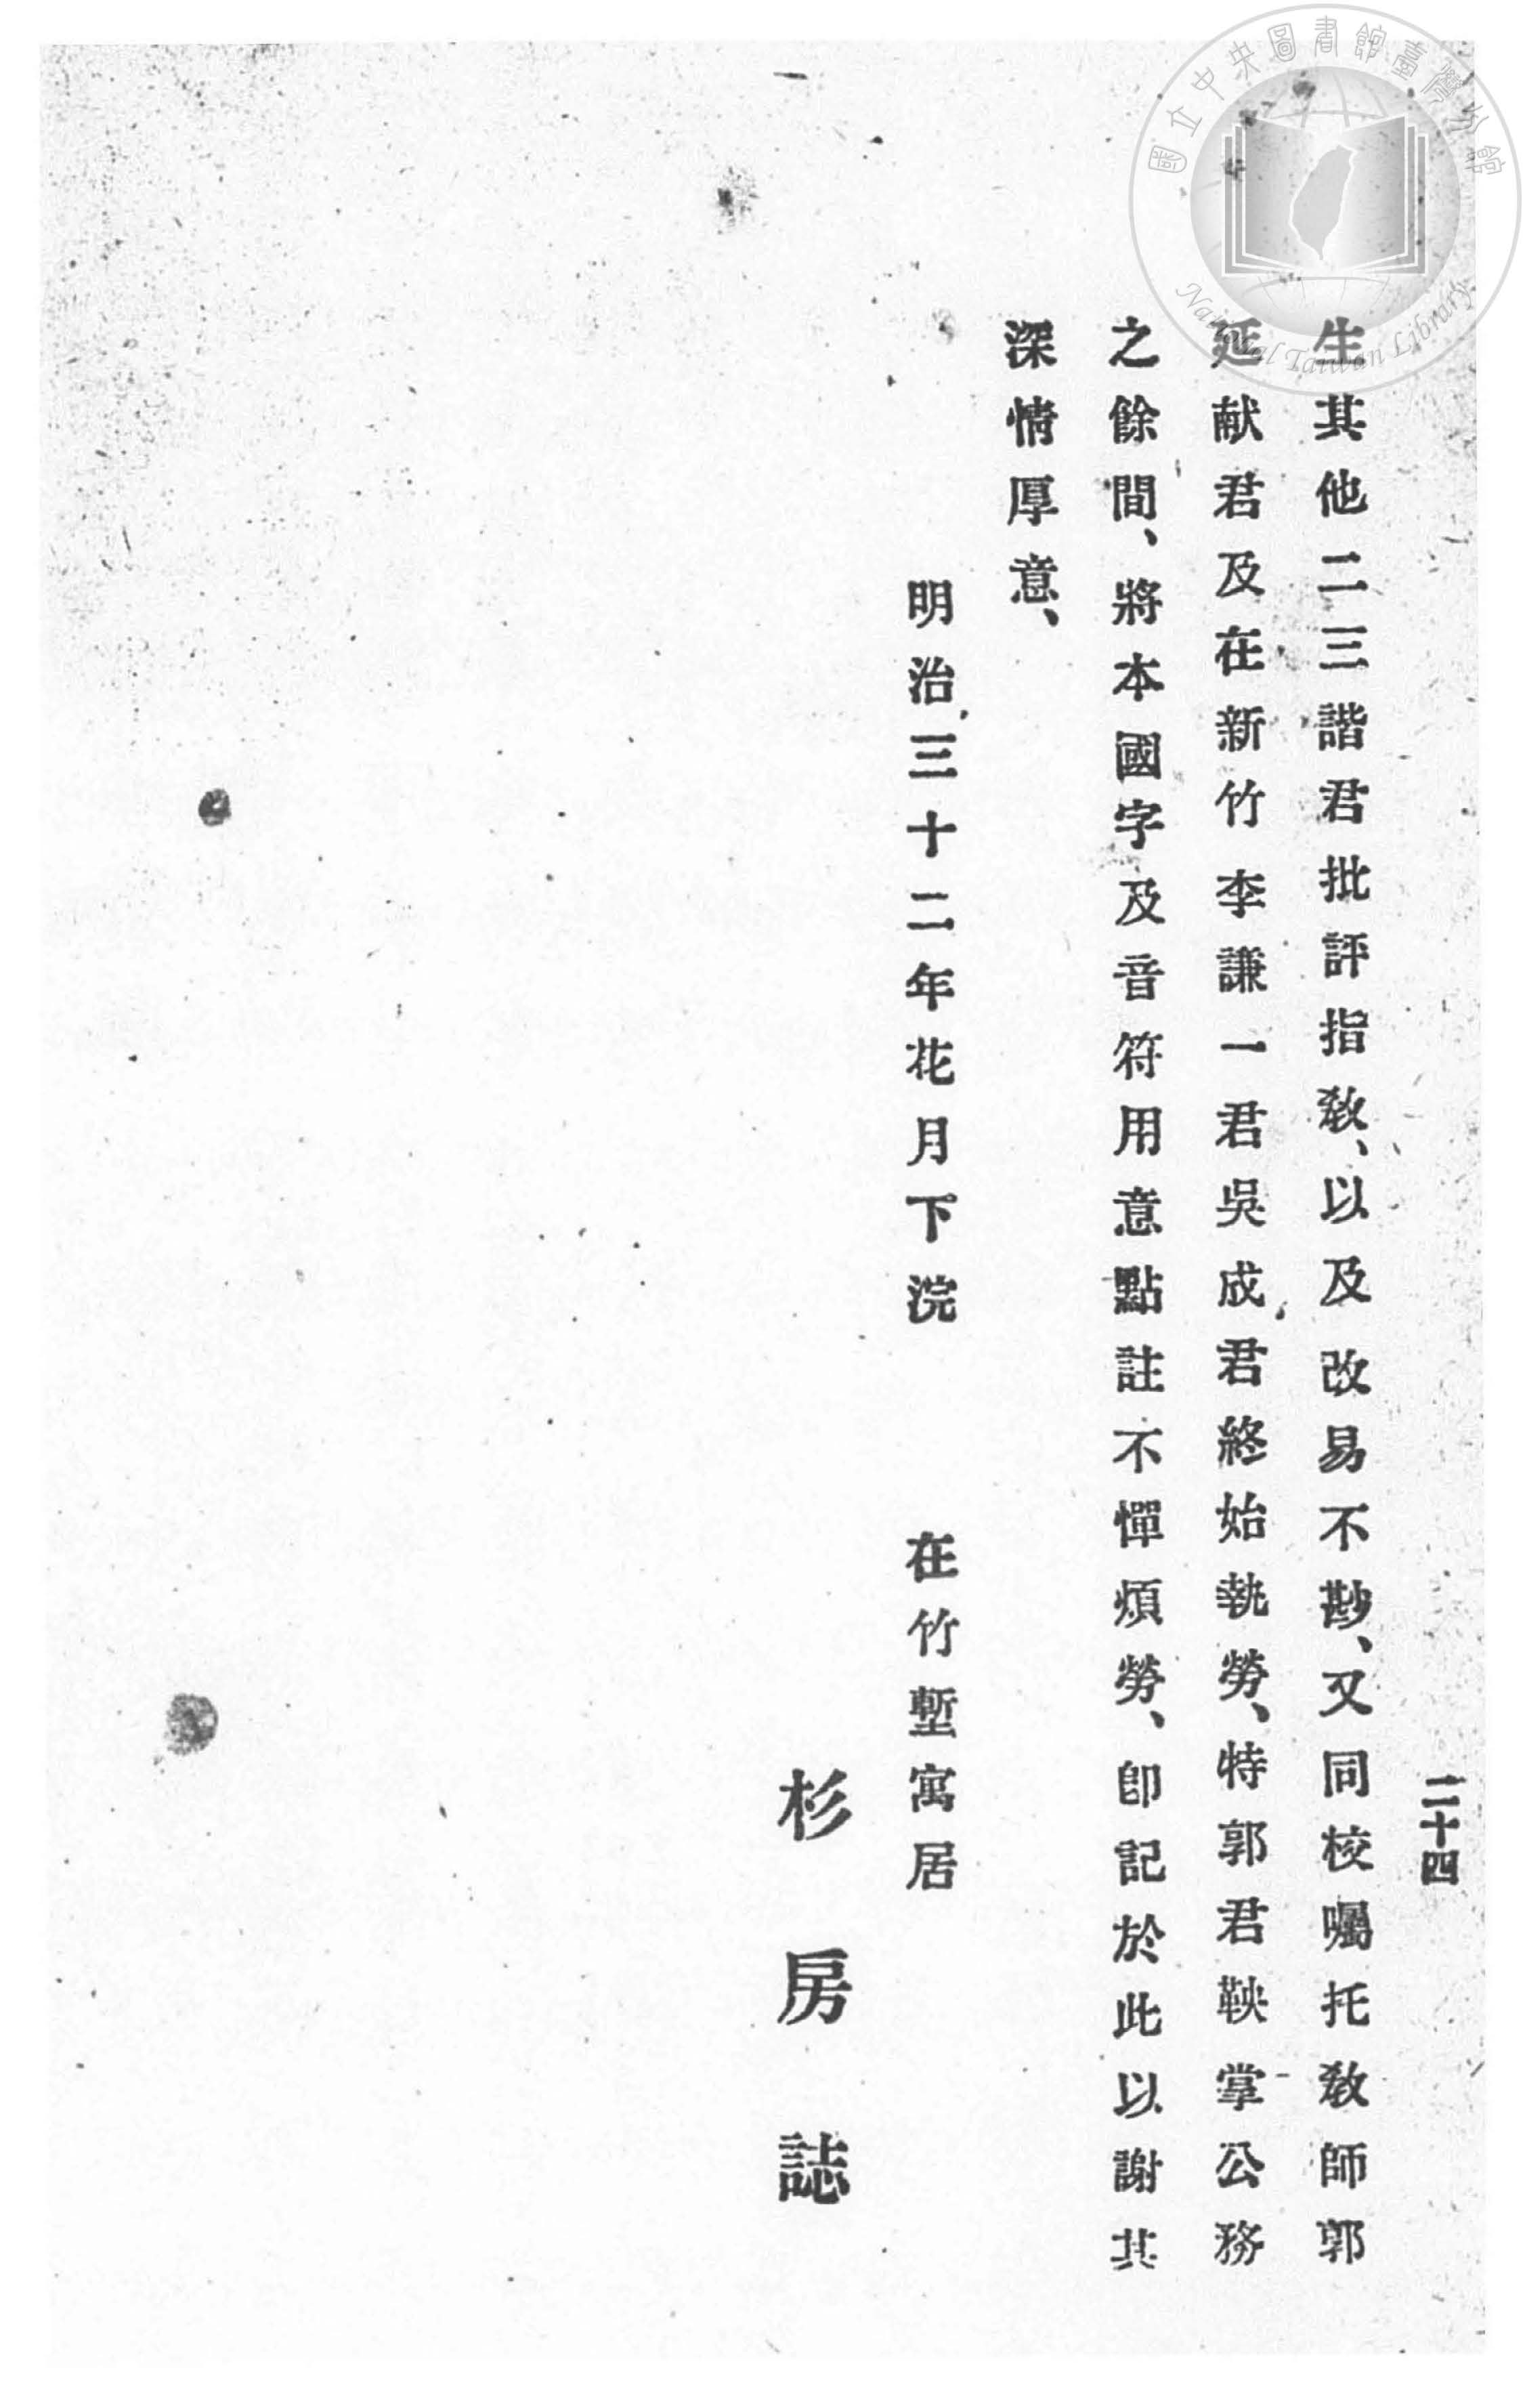 二十四
生其他二三諧君批評指敎、以及改易不尠、又同校囑托敎師郭
延献君及在新竹李謙一君吳成君終始執勞、特郭君鞅掌公務
之餘間、將本國字及音符用意點註不憚煩勞、卽記於此以謝其
深情厚意、
明治三十二年花月下浣　在竹塹寓居
杉房誌
國立中央圖書館臺灣分館
National Taiwan Library